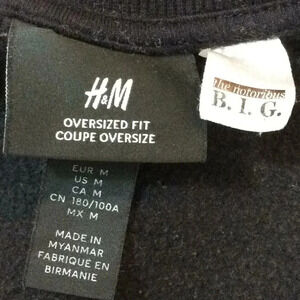 H&M
OVERSIZED FIT
COUPE OVERSIZE
the notorious
B. I. G.
EUR M
US M
CA M
CN 180/100A
MX M
MADE IN
MYANMAR
FABRIQUE EN
BIRMANIE